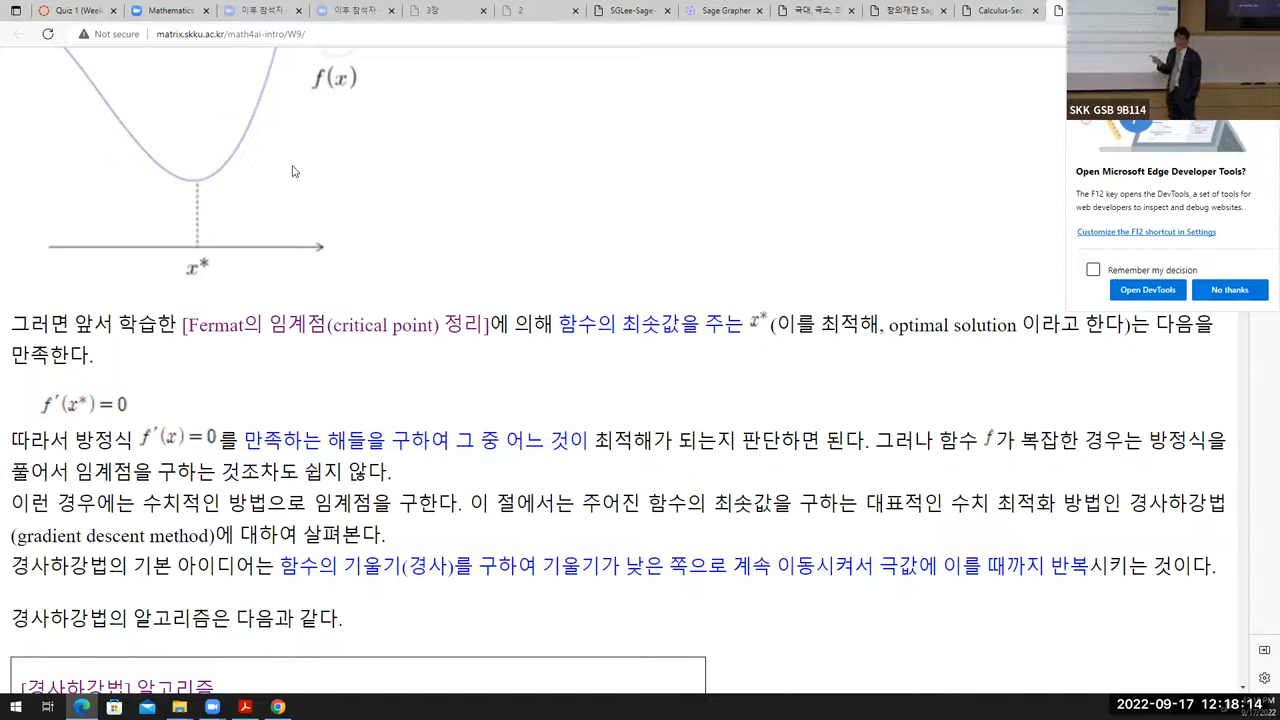 Quiz 1 (Week
Mathematics
이후 참석자
이후 참석자
3장
2
SGLee-Sage-
Sage Grapher
극대, 극소, 최
창의재단 Sag
Calculus-Sec
Not secure
matrix.skku.ac.kr/math4ai-intro/W9/
SKK GSB 9B114
f(x)
x*
Open Microsoft Edge Developer Tools?
The F12 key opens the DevTools, a set of tools for
web developers to inspect and debug websites.
Customize the F12 shortcut in Settings
Remember my decision
Open DevTools
No thanks
그러면 앞서 학습한 [Fermat의 임계점(critical point) 정리]에 의해 함수의 최솟값을 주는 x*(이를 최적해, optimal solution 이라고 한다)는 다음을
만족한다.
f′(x*)=0
따라서 방정식 f′(x)=0를 만족하는 해들을 구하여 그 중 어느 것이 최적해가 되는지 판단하면 된다. 그러나 함수 f가 복잡한 경우는 방정식을
풀어서 임계점을 구하는 것조차도 쉽지 않다.
이런 경우에는 수치적인 방법으로 임계점을 구한다. 이 절에서는 주어진 함수의 최솟값을 구하는 대표적인 수치 최적화 방법인 경사하강법
(gradient descent method)에 대하여 살펴본다.
경사하강법의 기본 아이디어는 함수의 기울기(경사)를 구하여 기울기가 낮은 쪽으로 계속 이동시켜서 극값에 이를 때까지 반복시키는 것이다.
경사하강법의 알고리즘은 다음과 같다.
[경사하강법] 알고리즘
2022-09-17 12:18:14